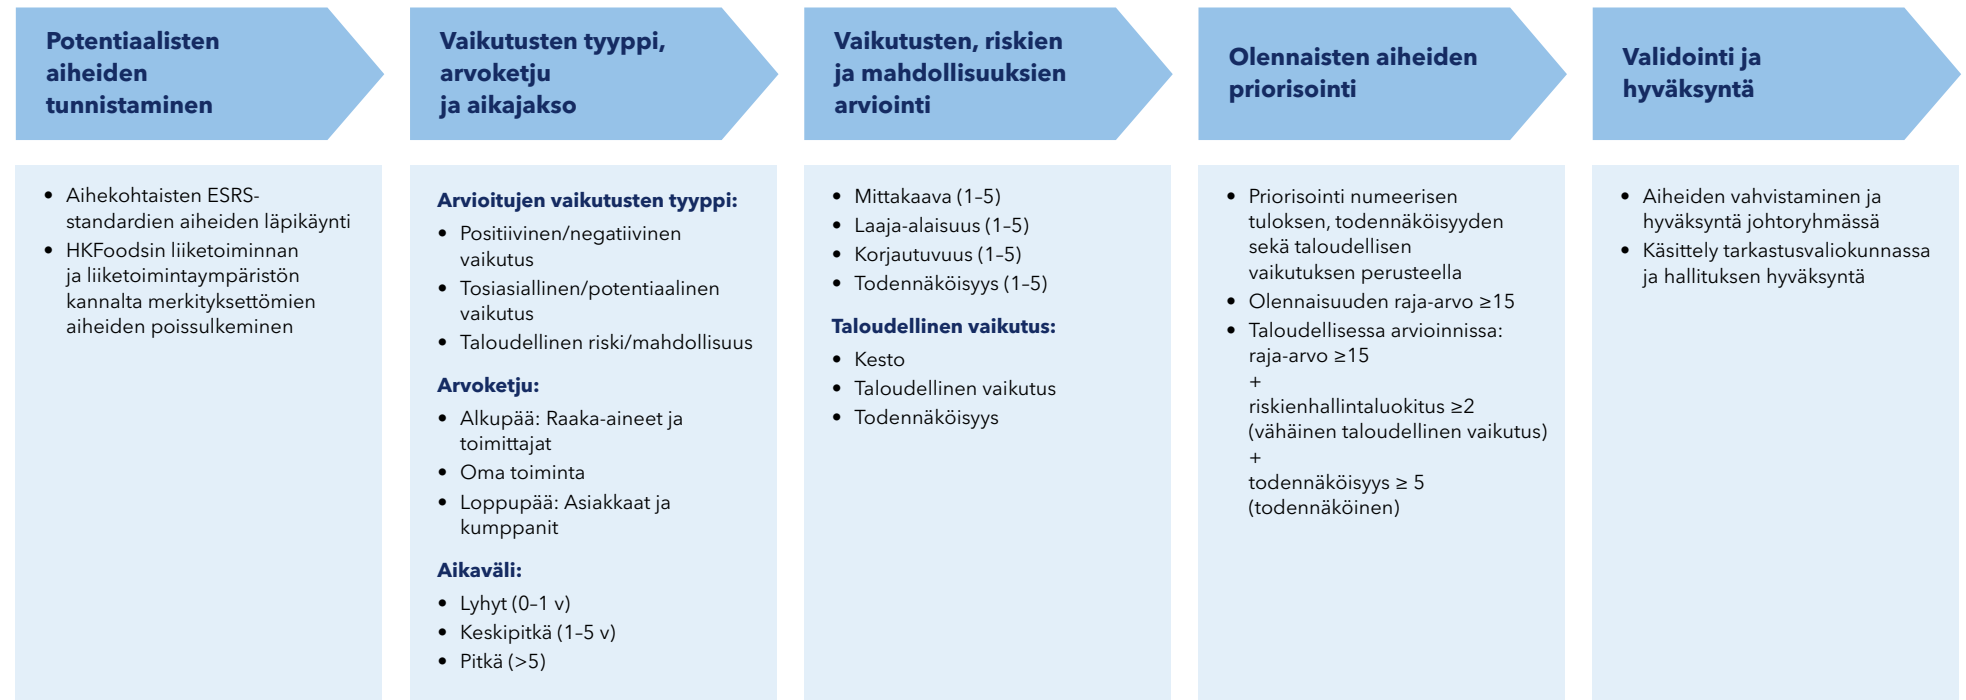 Potentiaalisten
aiheiden
tunnistaminen
• Aihekohtaisten ESRS-
standardien aiheiden läpikäynti
• HKFoodsin liiketoiminnan
ja liiketoimintaympäristön
kannalta merkityksettömien
aiheiden poissulkeminen
Vaikutusten tyyppi,
arvoketju
ja aikajakso
Arvioitujen vaikutusten tyyppi:
• Positiivinen/negatiivinen
vaikutus
• Tosiasiallinen/potentiaalinen
vaikutus
• Taloudellinen riski/mahdollisuus
Arvoketju:
• Alkupää: Raaka-aineet ja
toimittajat
• Oma toiminta
• Loppupää: Asiakkaat ja
kumppanit
Aikaväli:
• Lyhyt (0–1 v)
• Keskipitkä (1–5 v)
• Pitkä (>5)
Vaikutusten, riskien
ja mahdollisuuksien
arviointi
• Mittakaava (1–5)
• Laaja-alaisuus (1–5)
• Korjautuvuus (1–5)
• Todennäköisyys (1–5)
Taloudellinen vaikutus:
• Kesto
• Taloudellinen vaikutus
• Todennäköisyys
Olennaisten aiheiden
priorisointi
• Priorisointi numeerisen
tuloksen, todennäköisyyden
sekä taloudellisen
vaikutuksen perusteella
• Olennaisuuden raja-arvo ≥15
• Taloudellisessa arvioinnissa:
raja-arvo ≥15
+
riskienhallintaluokitus ≥2
(vähäinen taloudellinen vaikutus)
+
todennäköisyys ≥ 5
(todennäköinen)
Validointi ja
hyväksyntä
• Aiheiden vahvistaminen ja
hyväksyntä johtoryhmässä
• Käsittely tarkastusvaliokunnassa
ja hallituksen hyväksyntä